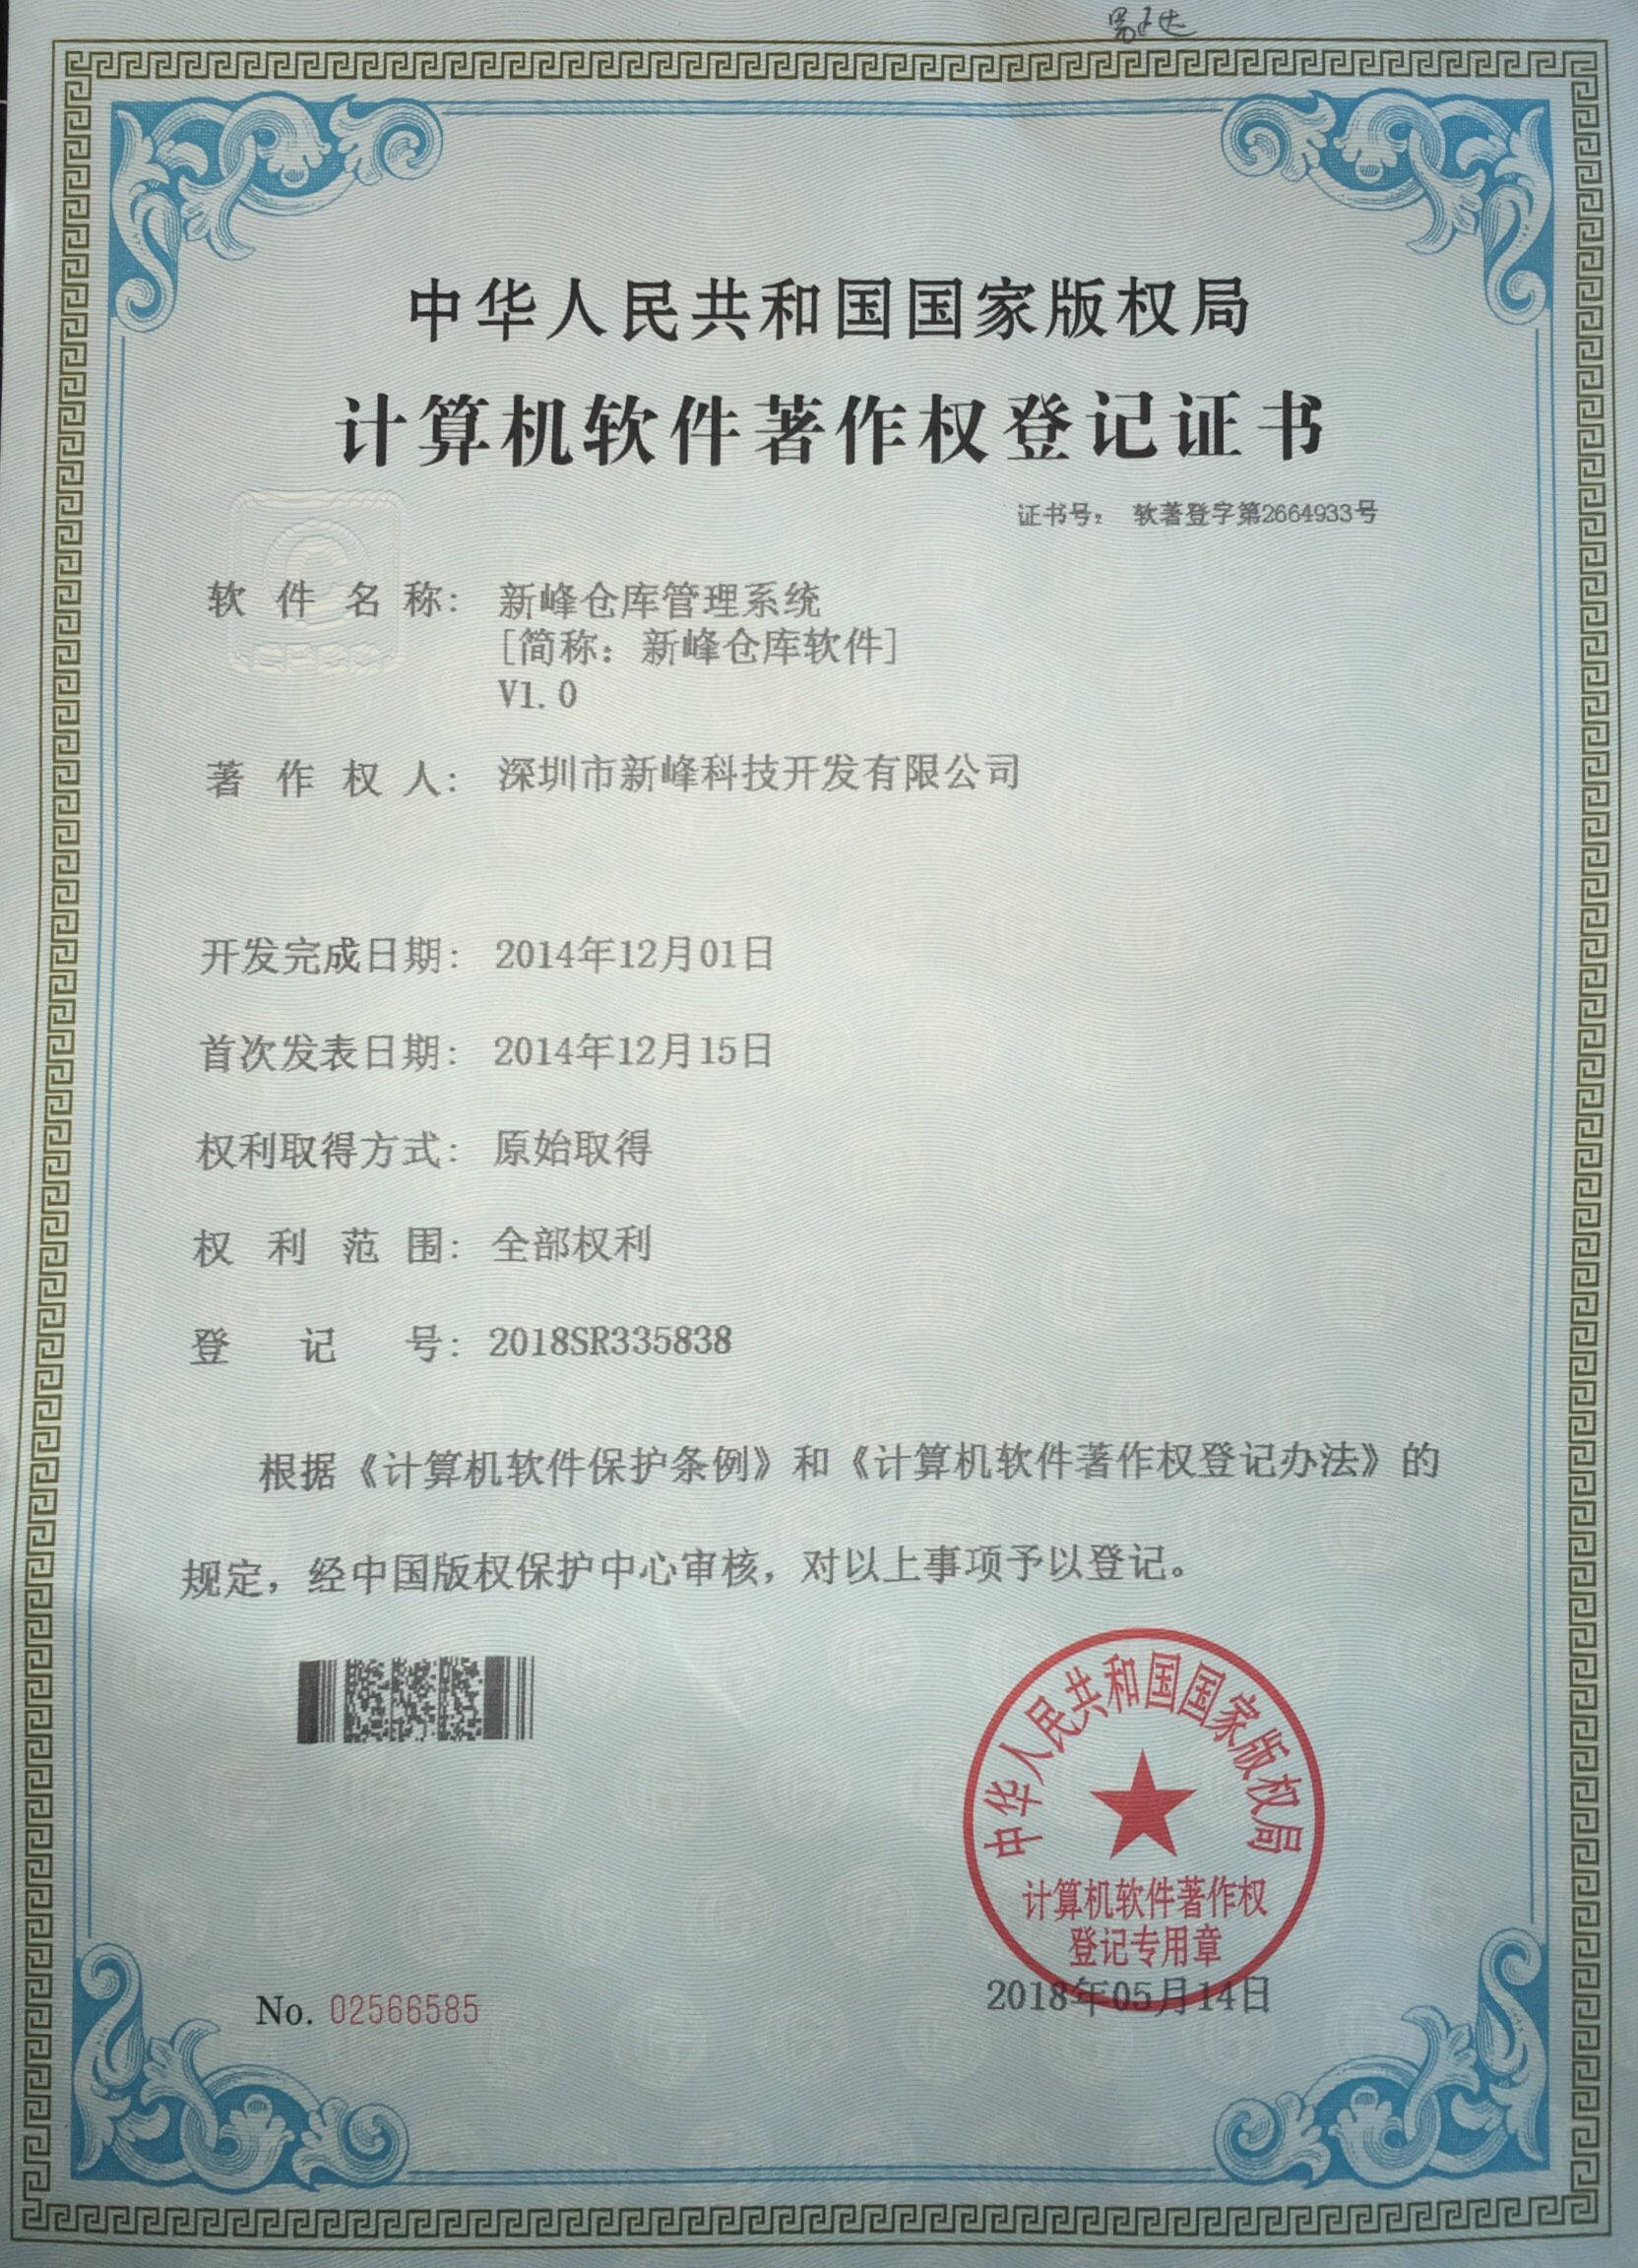 中华人民共和国国家版权局
计算机软件著作权登记证书
证书号： 软著登字第2664933号
软件名称： 新峰仓库管理系统
[简称：新峰仓库软件]
V1.0
著作权人： 深圳市新峰科技开发有限公司
开发完成日期： 2014年12月01日
首次发表日期： 2014年12月15日
权利取得方式： 原始取得
权利范围： 全部权利
登记号： 2018SR335838
根据《计算机软件保护条例》和《计算机软件著作权登记办法》的
规定，经中国版权保护中心审核，对以上事项予以登记。
中华人民共和国国家版权局
计算机软件著作权
登记专用章
2018年05月14日
No. 02566585